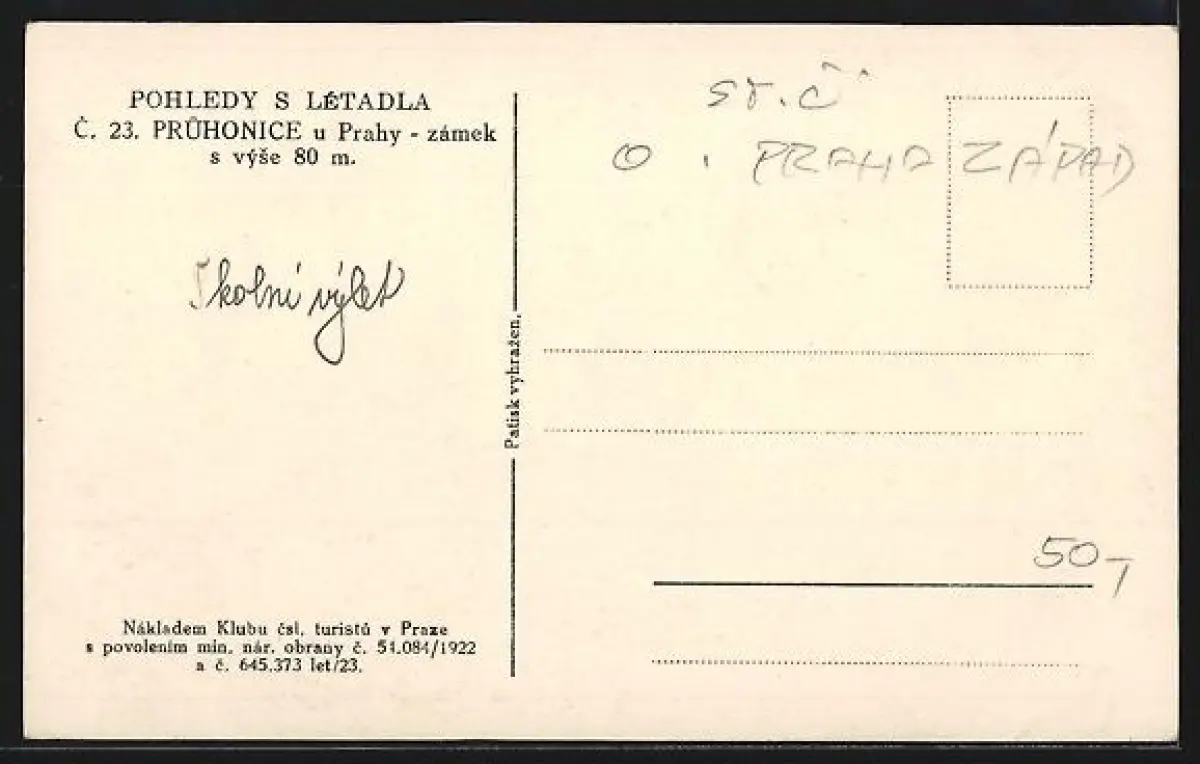 POHLEDY S LÉTADLA
Č. 23. PRŮHONICE u Prahy - zámek
s výše 80 m.
Školní výlet
Patisk vyhražen.
Nákladem Klubu čsl. turistů v Praze
s povolením min. nár. obrany č. 51.084/1922
a č. 645.373 let/23.
ST. Č
O. PRAHA ZÁPAD
50,-